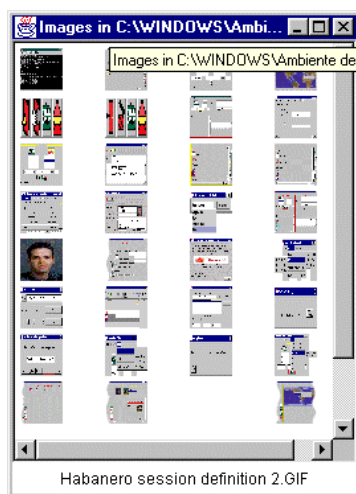 Images in C:\WINDOWS\Ambi...
Images in C:\WINDOWS\Ambiente de
Habanero session definition 2.GIF